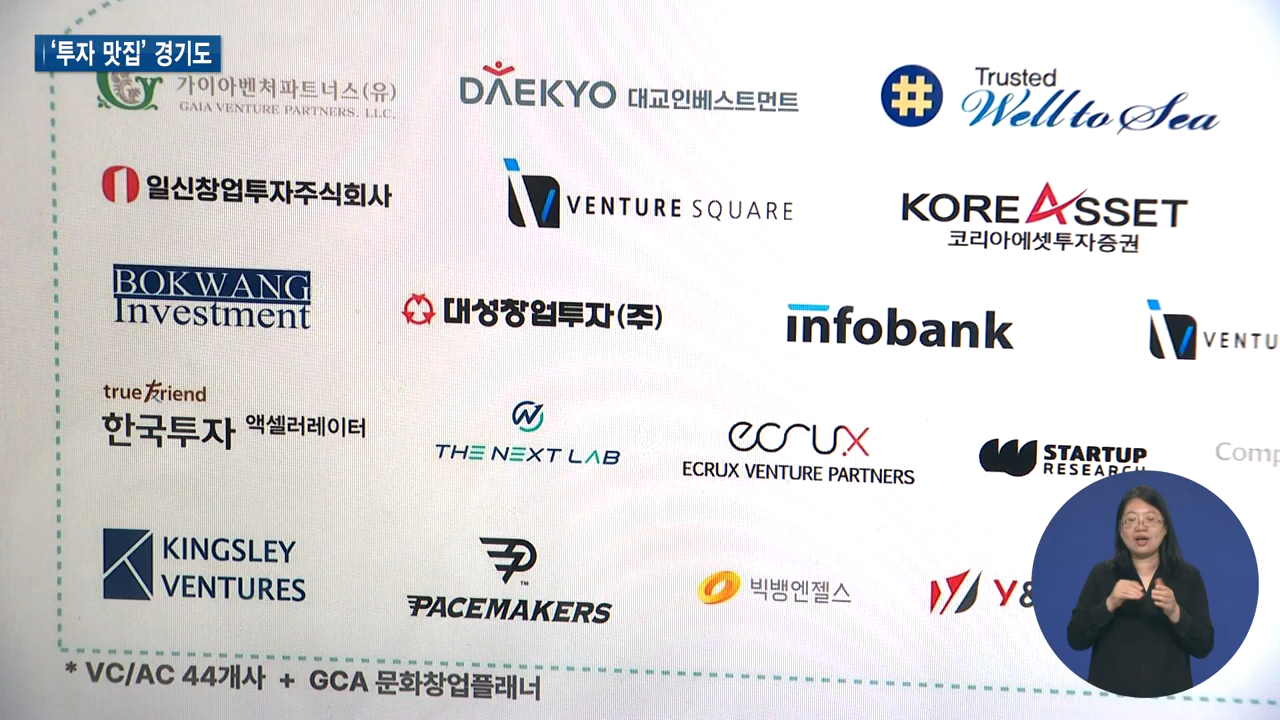 ‘투자 맛집’ 경기도
가이아벤처파트너스(유)
GAIA VENTURE PARTNERS, LLC.
DAEKYO 대교인베스트먼트
# Trusted
Well to Sea
일신창업투자주식회사
VENTURE SQUARE
KOREASSET
코리아에셋투자증권
BOKWANG
Investment
대성창업투자(주)
infobank
VENTU
true friend
한국투자 액셀러레이터
THE NEXT LAB
ecrux
ECRUX VENTURE PARTNERS
STARTUP
RESEARCH
Comp
KINGSLEY
VENTURES
PACEMAKERS
TM
빅뱅엔젤스
Y&
* VC/AC 44개사 + GCA 문화창업플래너